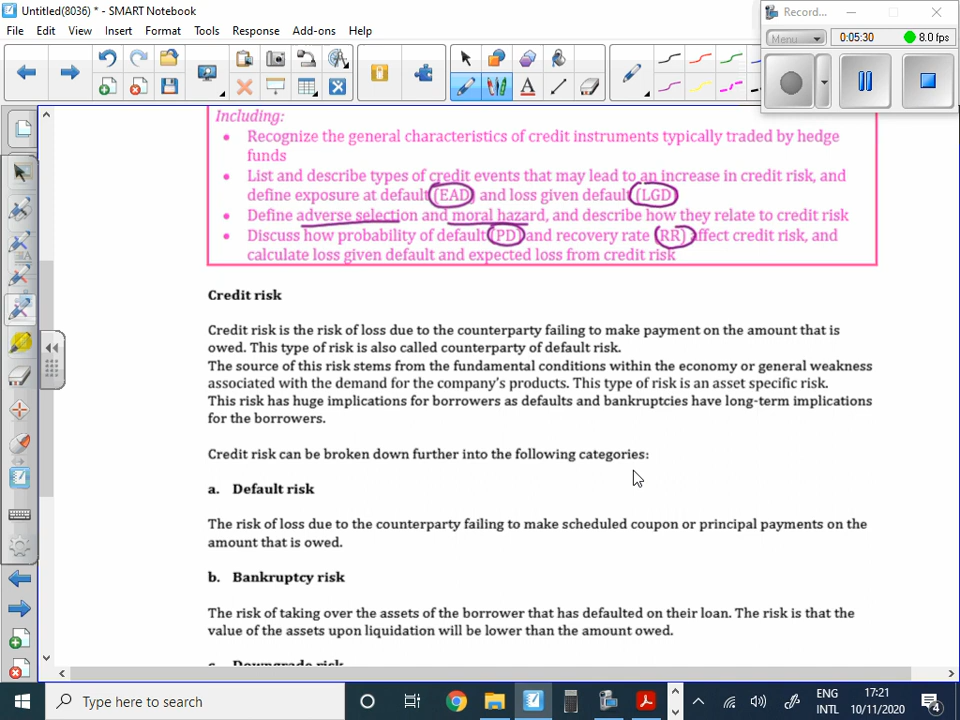 Untitled(8036) * - SMART Notebook
Record...
File Edit View Insert Format Tools Response Add-ons Help
Menu 0:05:30 8.0 fps
Including:
• Recognize the general characteristics of credit instruments typically traded by hedge
funds
• List and describe types of credit events that may lead to an increase in credit risk, and
define exposure at default (EAD) and loss given default (LGD)
• Define adverse selection and moral hazard, and describe how they relate to credit risk
• Discuss how probability of default (PD) and recovery rate (RR) affect credit risk, and
calculate loss given default and expected loss from credit risk
Credit risk
Credit risk is the risk of loss due to the counterparty failing to make payment on the amount that is
owed. This type of risk is also called counterparty of default risk.
The source of this risk stems from the fundamental conditions within the economy or general weakness
associated with the demand for the company's products. This type of risk is an asset specific risk.
This risk has huge implications for borrowers as defaults and bankruptcies have long-term implications
for the borrowers.
Credit risk can be broken down further into the following categories:
a. Default risk
The risk of loss due to the counterparty failing to make scheduled coupon or principal payments on the
amount that is owed.
b. Bankruptcy risk
The risk of taking over the assets of the borrower that has defaulted on their loan. The risk is that the
value of the assets upon liquidation will be lower than the amount owed.
c. Downgrade risk
Type here to search
ENG
INTL
17:21
10/11/2020
4